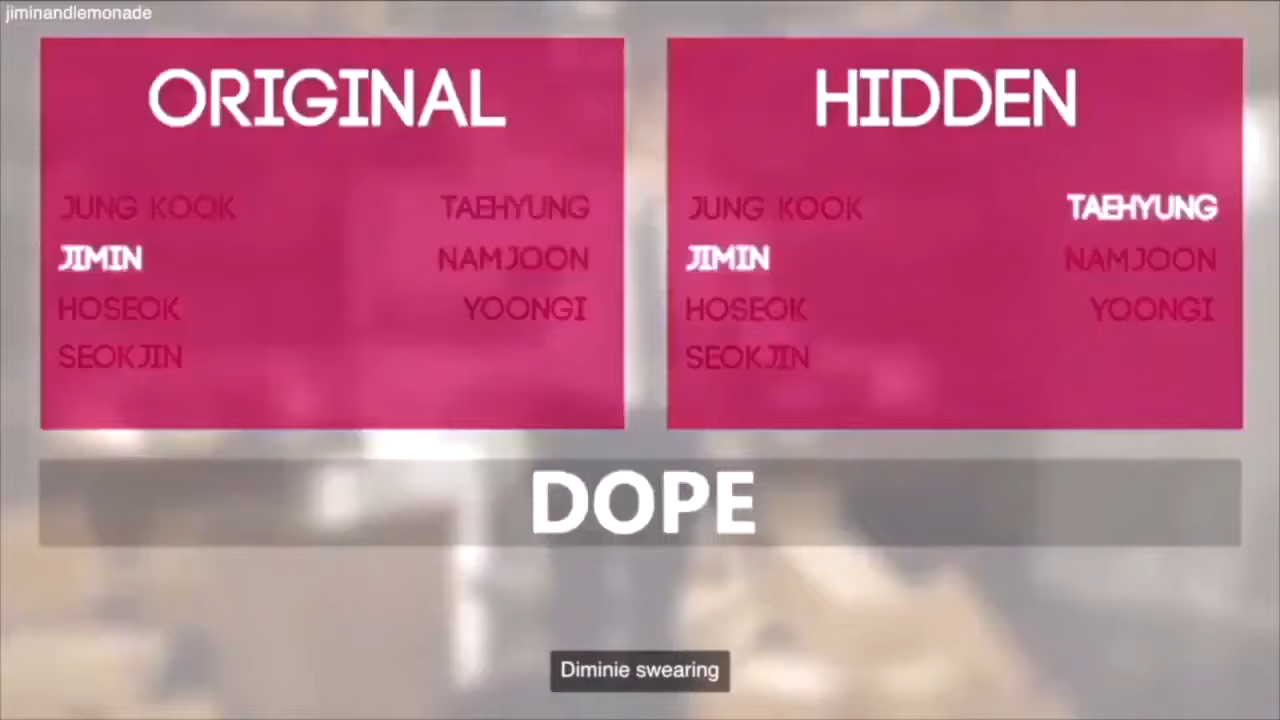 jiminandlemonade
ORIGINAL
JUNG KOOK TAEHYUNG
JIMIN NAMJOON
HOSEOK YOONGI
SEOKJIN
HIDDEN
JUNG KOOK TAEHYUNG
JIMIN NAMJOON
HOSEOK YOONGI
SEOKJIN
DOPE
Diminie swearing